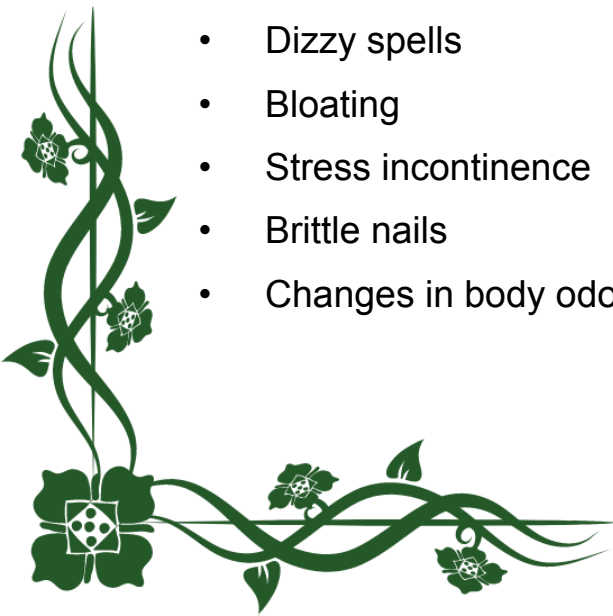 • Dizzy spells
• Bloating
• Stress incontinence
• Brittle nails
• Changes in body